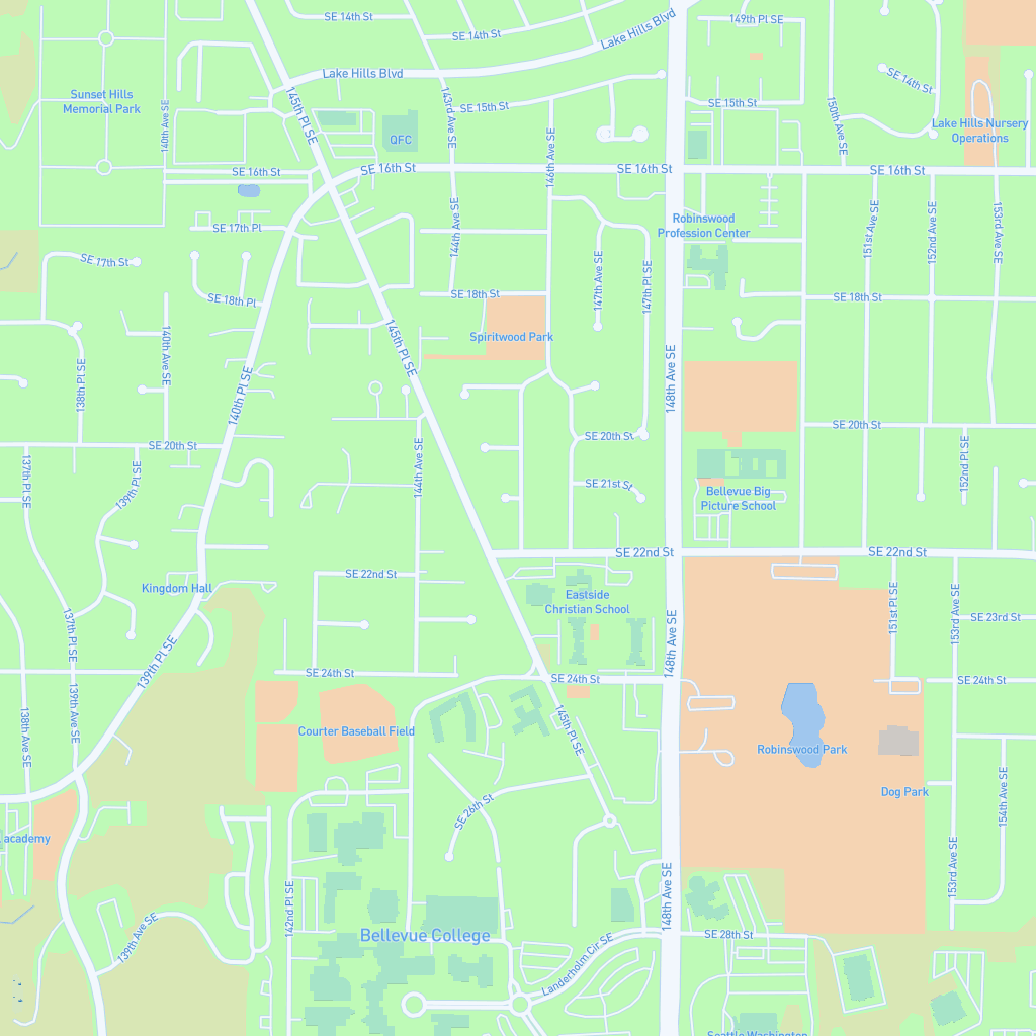 SE 14th St
SE 14th St
149th Pl SE
Lake Hills Blvd
Lake Hills Blvd
SE 14th St
Sunset Hills
Memorial Park
140th Ave SE
145th Pl SE
143rd Ave SE
SE 15th St
SE 15th St
150th Ave SE
Lake Hills Nursery
Operations
QFC
146th Ave SE
SE 16th St
SE 16th St
SE 16th St
SE 16th St
144th Ave SE
151st Ave SE
152nd Ave SE
153rd Ave SE
SE 17th Pl
Robinswood
Profession Center
SE 17th St
SE 18th Pl
SE 18th St
147th Ave SE
147th Pl SE
SE 18th St
138th Pl SE
140th Ave SE
145th Pl SE
Spiritwood Park
148th Ave SE
140th Pl SE
SE 20th St
SE 20th St
SE 20th St
137th Pl SE
139th Pl SE
144th Ave SE
SE 21st St
152nd Pl SE
Bellevue Big
Picture School
SE 22nd St
SE 22nd St
SE 22nd St
Kingdom Hall
Eastside
Christian School
151st Pl SE
153rd Ave SE
SE 23rd St
137th Pl SE
139th Pl SE
148th Ave SE
SE 24th St
SE 24th St
SE 24th St
138th Ave SE
139th Ave SE
Courter Baseball Field
145th Pl SE
Robinswood Park
Dog Park
154th Ave SE
SE 26th St
academy
153rd Ave SE
142nd Pl SE
148th Ave SE
139th Ave SE
Bellevue College
SE 28th St
Landerholm Cir SE
Seattle Washington